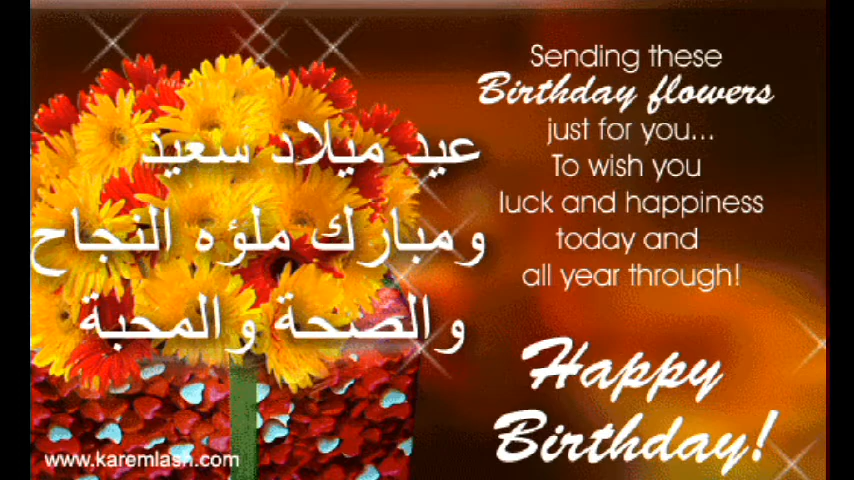 عيد ميلاد سعيد
ومبارك ملؤه النجاح
والصحة والمحبة
Sending these
Birthday flowers
just for you...
To wish you
luck and happiness
today and
all year through!
Happy
Birthday!
www.karemlash.com